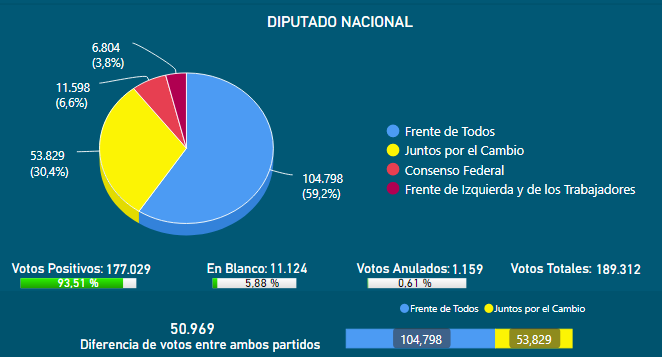 DIPUTADO NACIONAL
6.804
(3,8%)
11.598
(6,6%)
53.829
(30,4%)
104.798
(59,2%)
Frente de Todos
Juntos por el Cambio
Consenso Federal
Frente de Izquierda y de los Trabajadores
Votos Positivos: 177.029
93,51 %
En Blanco: 11.124
5,88 %
Votos Anulados: 1.159
0,61 %
Votos Totales: 189.312
50.969
Diferencia de votos entre ambos partidos
Frente de Todos Juntos por el Cambio
104,798 53,829